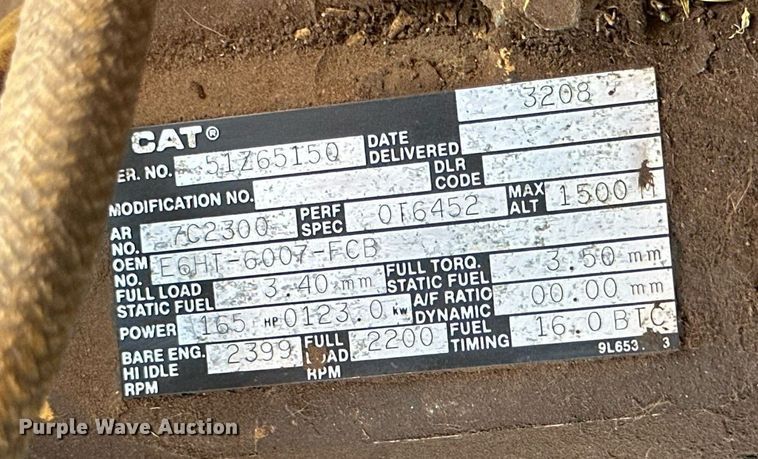 3208
CAT®
ER. NO. 51Z65150 DATE DELIVERED
MODIFICATION NO. DLR CODE
AR NO. 7C2300 PERF SPEC 0T6452 MAX ALT 1500 M
OEM NO. E6HT-6007-FCB
FULL LOAD STATIC FUEL 3.40 mm FULL TORQ. STATIC FUEL 3.50 mm
POWER 165 HP 0123.0 kw A/F RATIO DYNAMIC 00.00 mm
BARE ENG. HI IDLE RPM 2399 FULL OAD RPM 2200 FUEL TIMING 16.0 BTC
9L653. 3
Purple Wave Auction